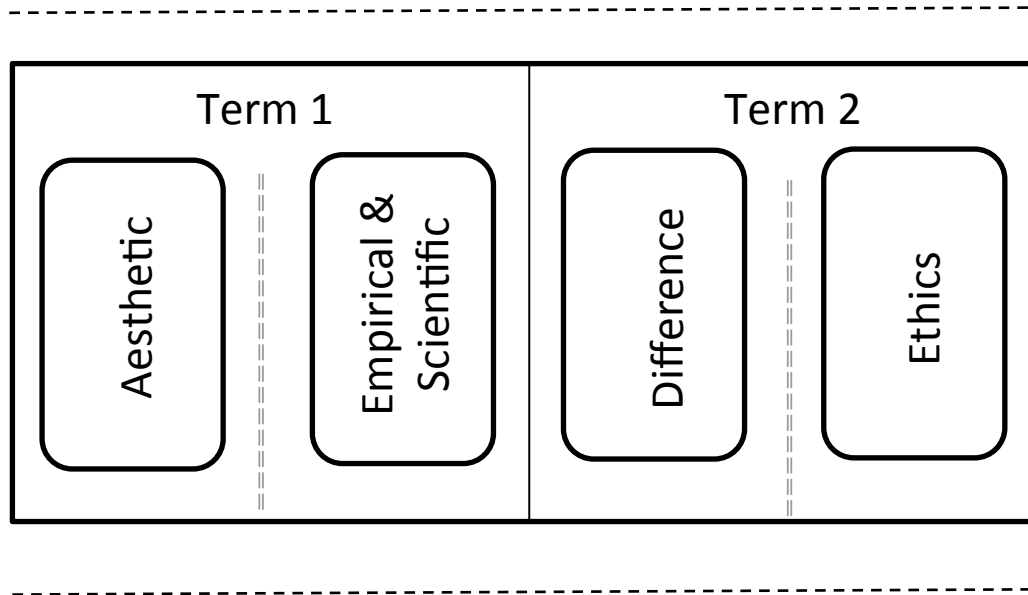 Term 1
Term 2
Aesthetic
Empirical &
Scientific
Difference
Ethics